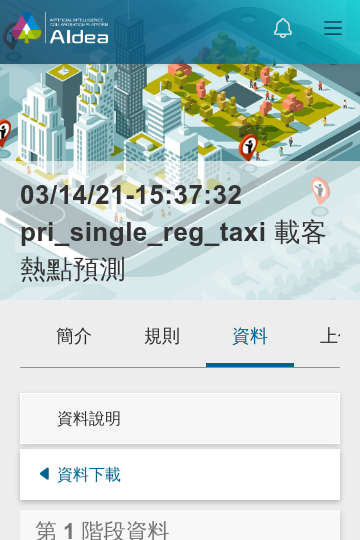 ARTIFICIAL INTELLIGENCE
COLLABORATION PLATFORM
AIdea
03/14/21-15:37:32
pri_single_reg_taxi 載客
熱點預測
簡介 規則 資料 上
資料說明
資料下載
第 1 階段資料